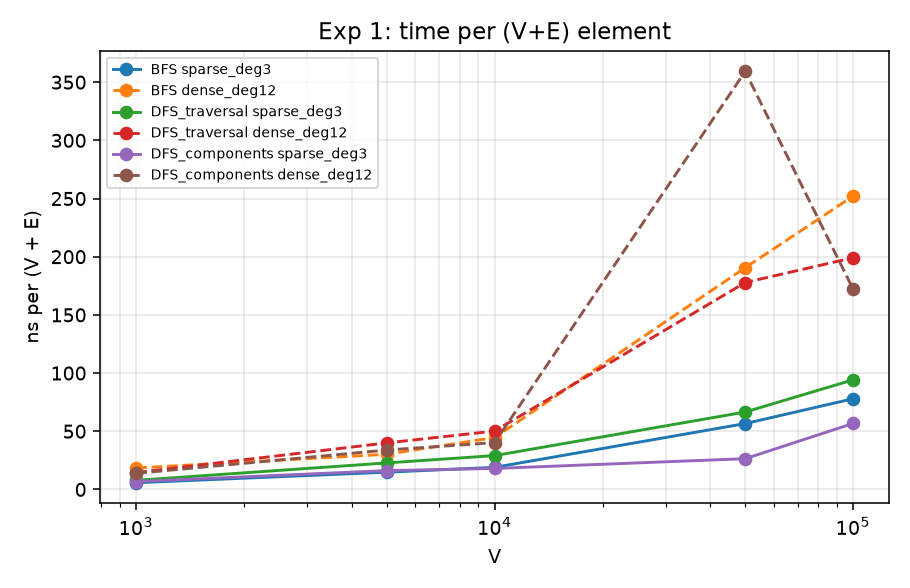 Exp 1: time per (V+E) element
BFS sparse_deg3
BFS dense_deg12
DFS_traversal sparse_deg3
DFS_traversal dense_deg12
DFS_components sparse_deg3
DFS_components dense_deg12
ns per (V + E)
350
300
250
200
150
100
50
0
10³
10⁴
10⁵
V